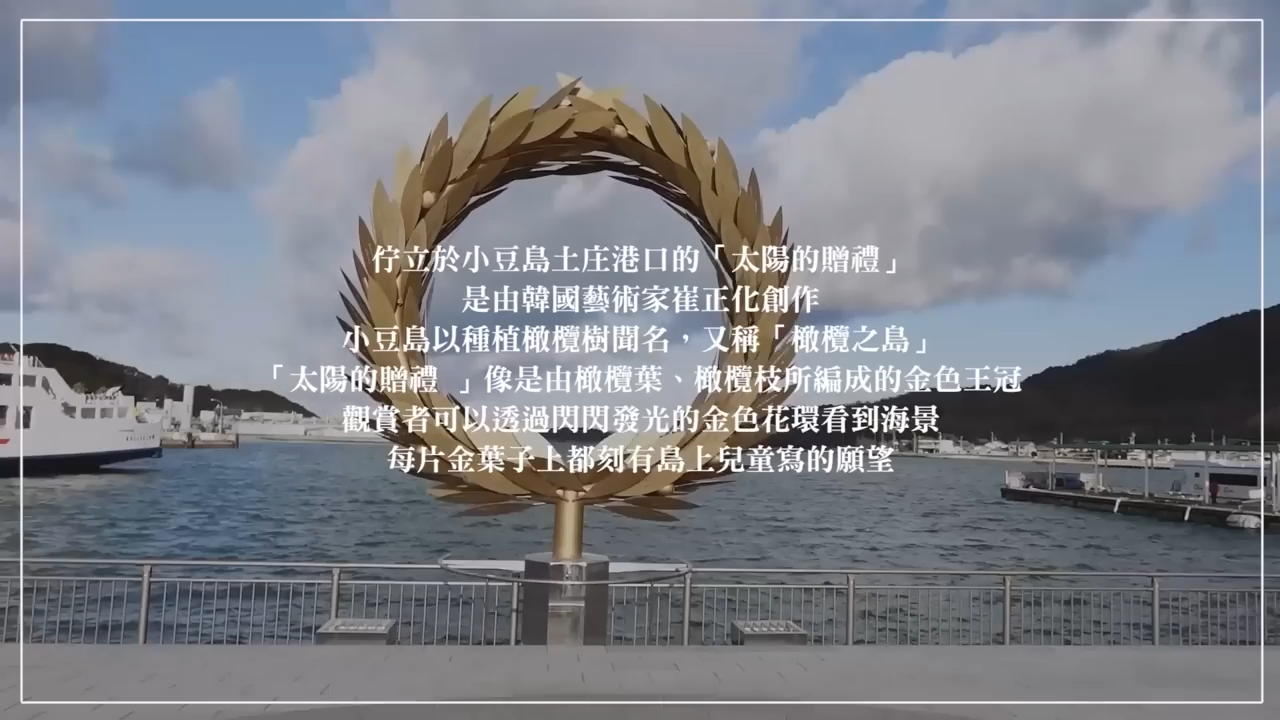 佇立於小豆島土庄港口的「太陽的贈禮」
是由韓國藝術家崔正化創作
小豆島以種植橄欖樹聞名，又稱「橄欖之島」
「太陽的贈禮 」像是由橄欖葉、橄欖枝所編成的金色王冠
觀賞者可以透過閃閃發光的金色花環看到海景
每片金葉子上都刻有島上兒童寫的願望